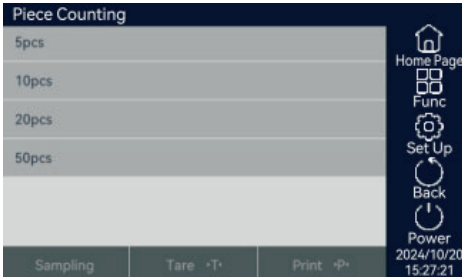 Piece Counting
5pcs
10pcs
20pcs
50pcs
Sampling
Tare ·T·
Print ·P·
Home Page
Func
Set Up
Back
Power
2024/10/20
15:27:21